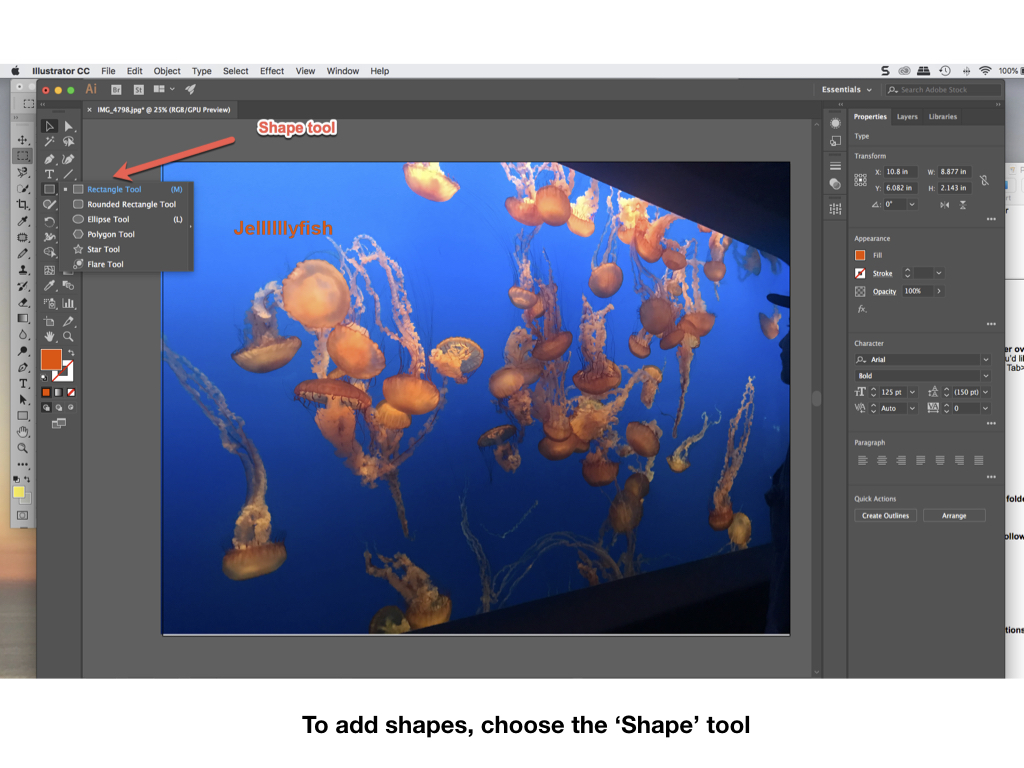 Illustrator CC File Edit Object Type Select Effect View Window Help
100%
Ai Br St
Essentials
Search Adobe Stock
× IMG_4798.jpg* @ 25% (RGB/GPU Preview)
Shape tool
Rectangle Tool (M)
Rounded Rectangle Tool
Ellipse Tool (L)
Polygon Tool
Star Tool
Flare Tool
Jelllllllyfish
Properties Layers Libraries
Type
Transform
X: 10.8 in W: 8.877 in
Y: 6.082 in H: 2.143 in
0°
Appearance
Fill
Stroke
Opacity 100%
fx.
Character
Arial
Bold
125 pt (150 pt)
Auto 0
Paragraph
Quick Actions
Create Outlines Arrange
er ov
u'd lik
Tab>
folde
ollow
tions
To add shapes, choose the ‘Shape’ tool